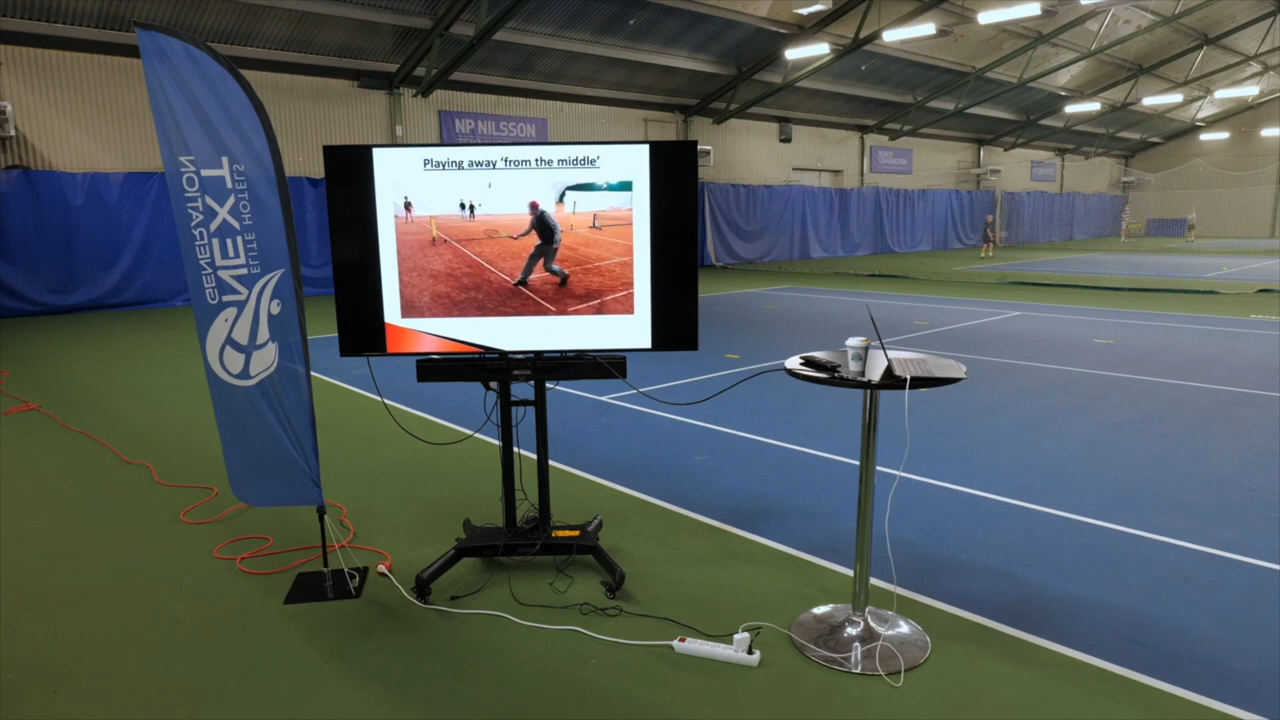 NP NILSSON
Playing away ‘from the middle’
GENERATION
NEXT
ELITE HOTELS